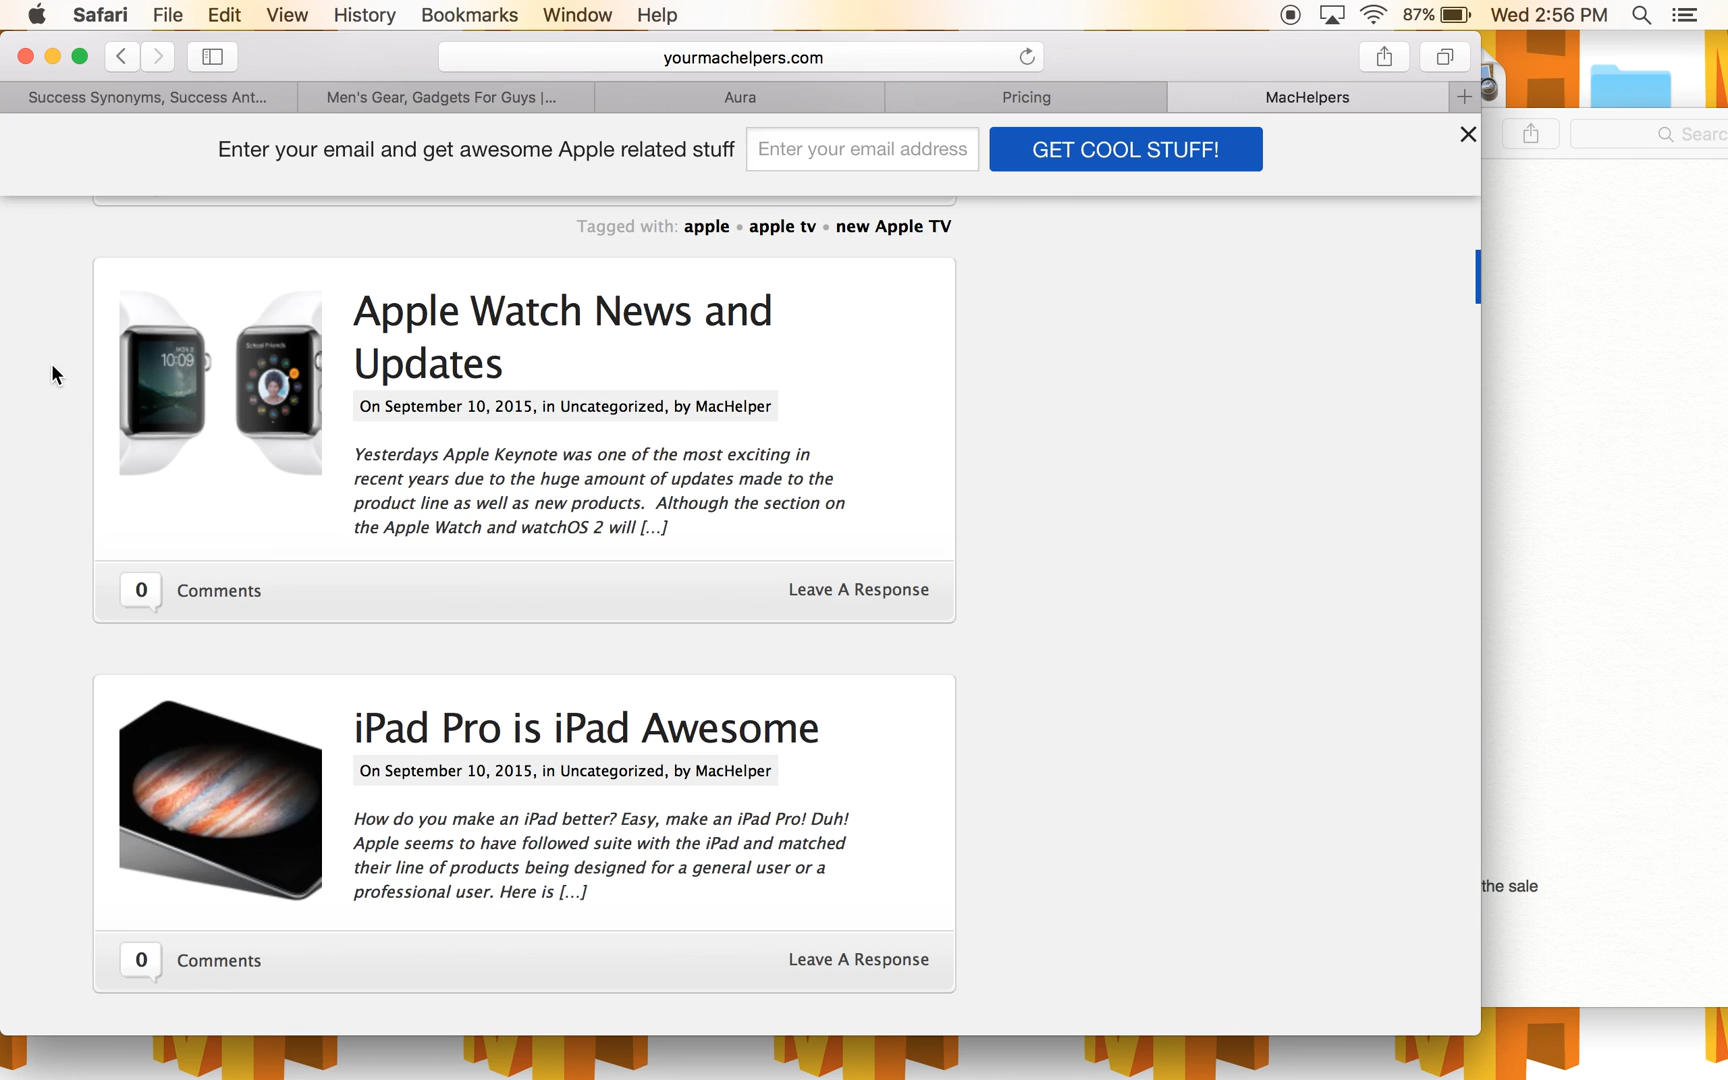 Safari File Edit View History Bookmarks Window Help 87% Wed 2:56 PM
yourmachelpers.com
Success Synonyms, Success Ant... Men's Gear, Gadgets For Guys |... Aura Pricing MacHelpers
Enter your email and get awesome Apple related stuff Enter your email address GET COOL STUFF!
Searc
Tagged with: apple • apple tv • new Apple TV
Apple Watch News and
Updates
On September 10, 2015, in Uncategorized, by MacHelper
Yesterdays Apple Keynote was one of the most exciting in
recent years due to the huge amount of updates made to the
product line as well as new products. Although the section on
the Apple Watch and watchOS 2 will [...]
10:09
School Friends
0 Comments Leave A Response
iPad Pro is iPad Awesome
On September 10, 2015, in Uncategorized, by MacHelper
How do you make an iPad better? Easy, make an iPad Pro! Duh!
Apple seems to have followed suite with the iPad and matched
their line of products being designed for a general user or a
professional user. Here is [...]
the sale
0 Comments Leave A Response